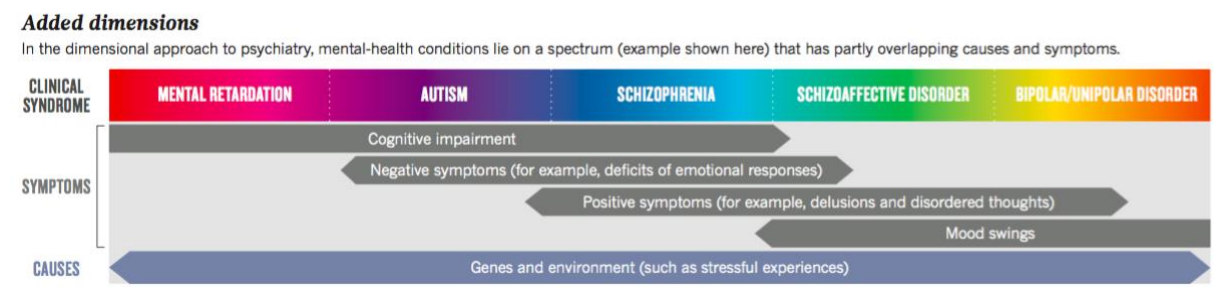 Added dimensions
In the dimensional approach to psychiatry, mental-health conditions lie on a spectrum (example shown here) that has partly overlapping causes and symptoms.
CLINICAL
SYNDROME
MENTAL RETARDATION
AUTISM
SCHIZOPHRENIA
SCHIZOAFFECTIVE DISORDER
BIPOLAR/UNIPOLAR DISORDER
SYMPTOMS
Cognitive impairment
Negative symptoms (for example, deficits of emotional responses)
Positive symptoms (for example, delusions and disordered thoughts)
Mood swings
CAUSES
Genes and environment (such as stressful experiences)